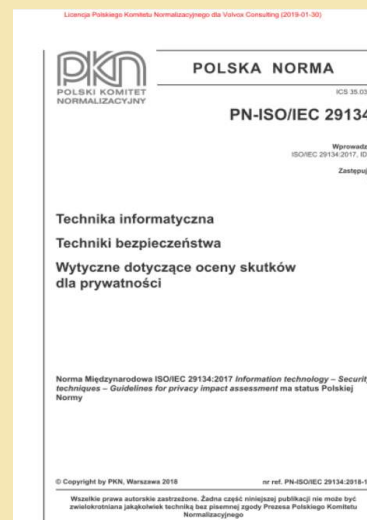 Licencja Polskiego Komitetu Normalizacyjnego dla Volvox Consulting (2019-01-30)
PKN
POLSKI KOMITET
NORMALIZACYJNY
POLSKA NORMA
ICS 35.03
PN-ISO/IEC 29134
Wprowadz
ISO/IEC 29134:2017, ID
Zastępuj
Technika informatyczna
Techniki bezpieczeństwa
Wytyczne dotyczące oceny skutków
dla prywatności
Norma Międzynarodowa ISO/IEC 29134:2017 Information technology – Security
techniques – Guidelines for privacy impact assessment ma status Polskiej
Normy
© Copyright by PKN, Warszawa 2018
nr ref. PN-ISO/IEC 29134:2018-1
Wszelkie prawa autorskie zastrzeżone. Żadna część niniejszej publikacji nie może być
zwielokrotniana jakąkolwiek techniką bez pisemnej zgody Prezesa Polskiego Komitetu
Normalizacyjnego